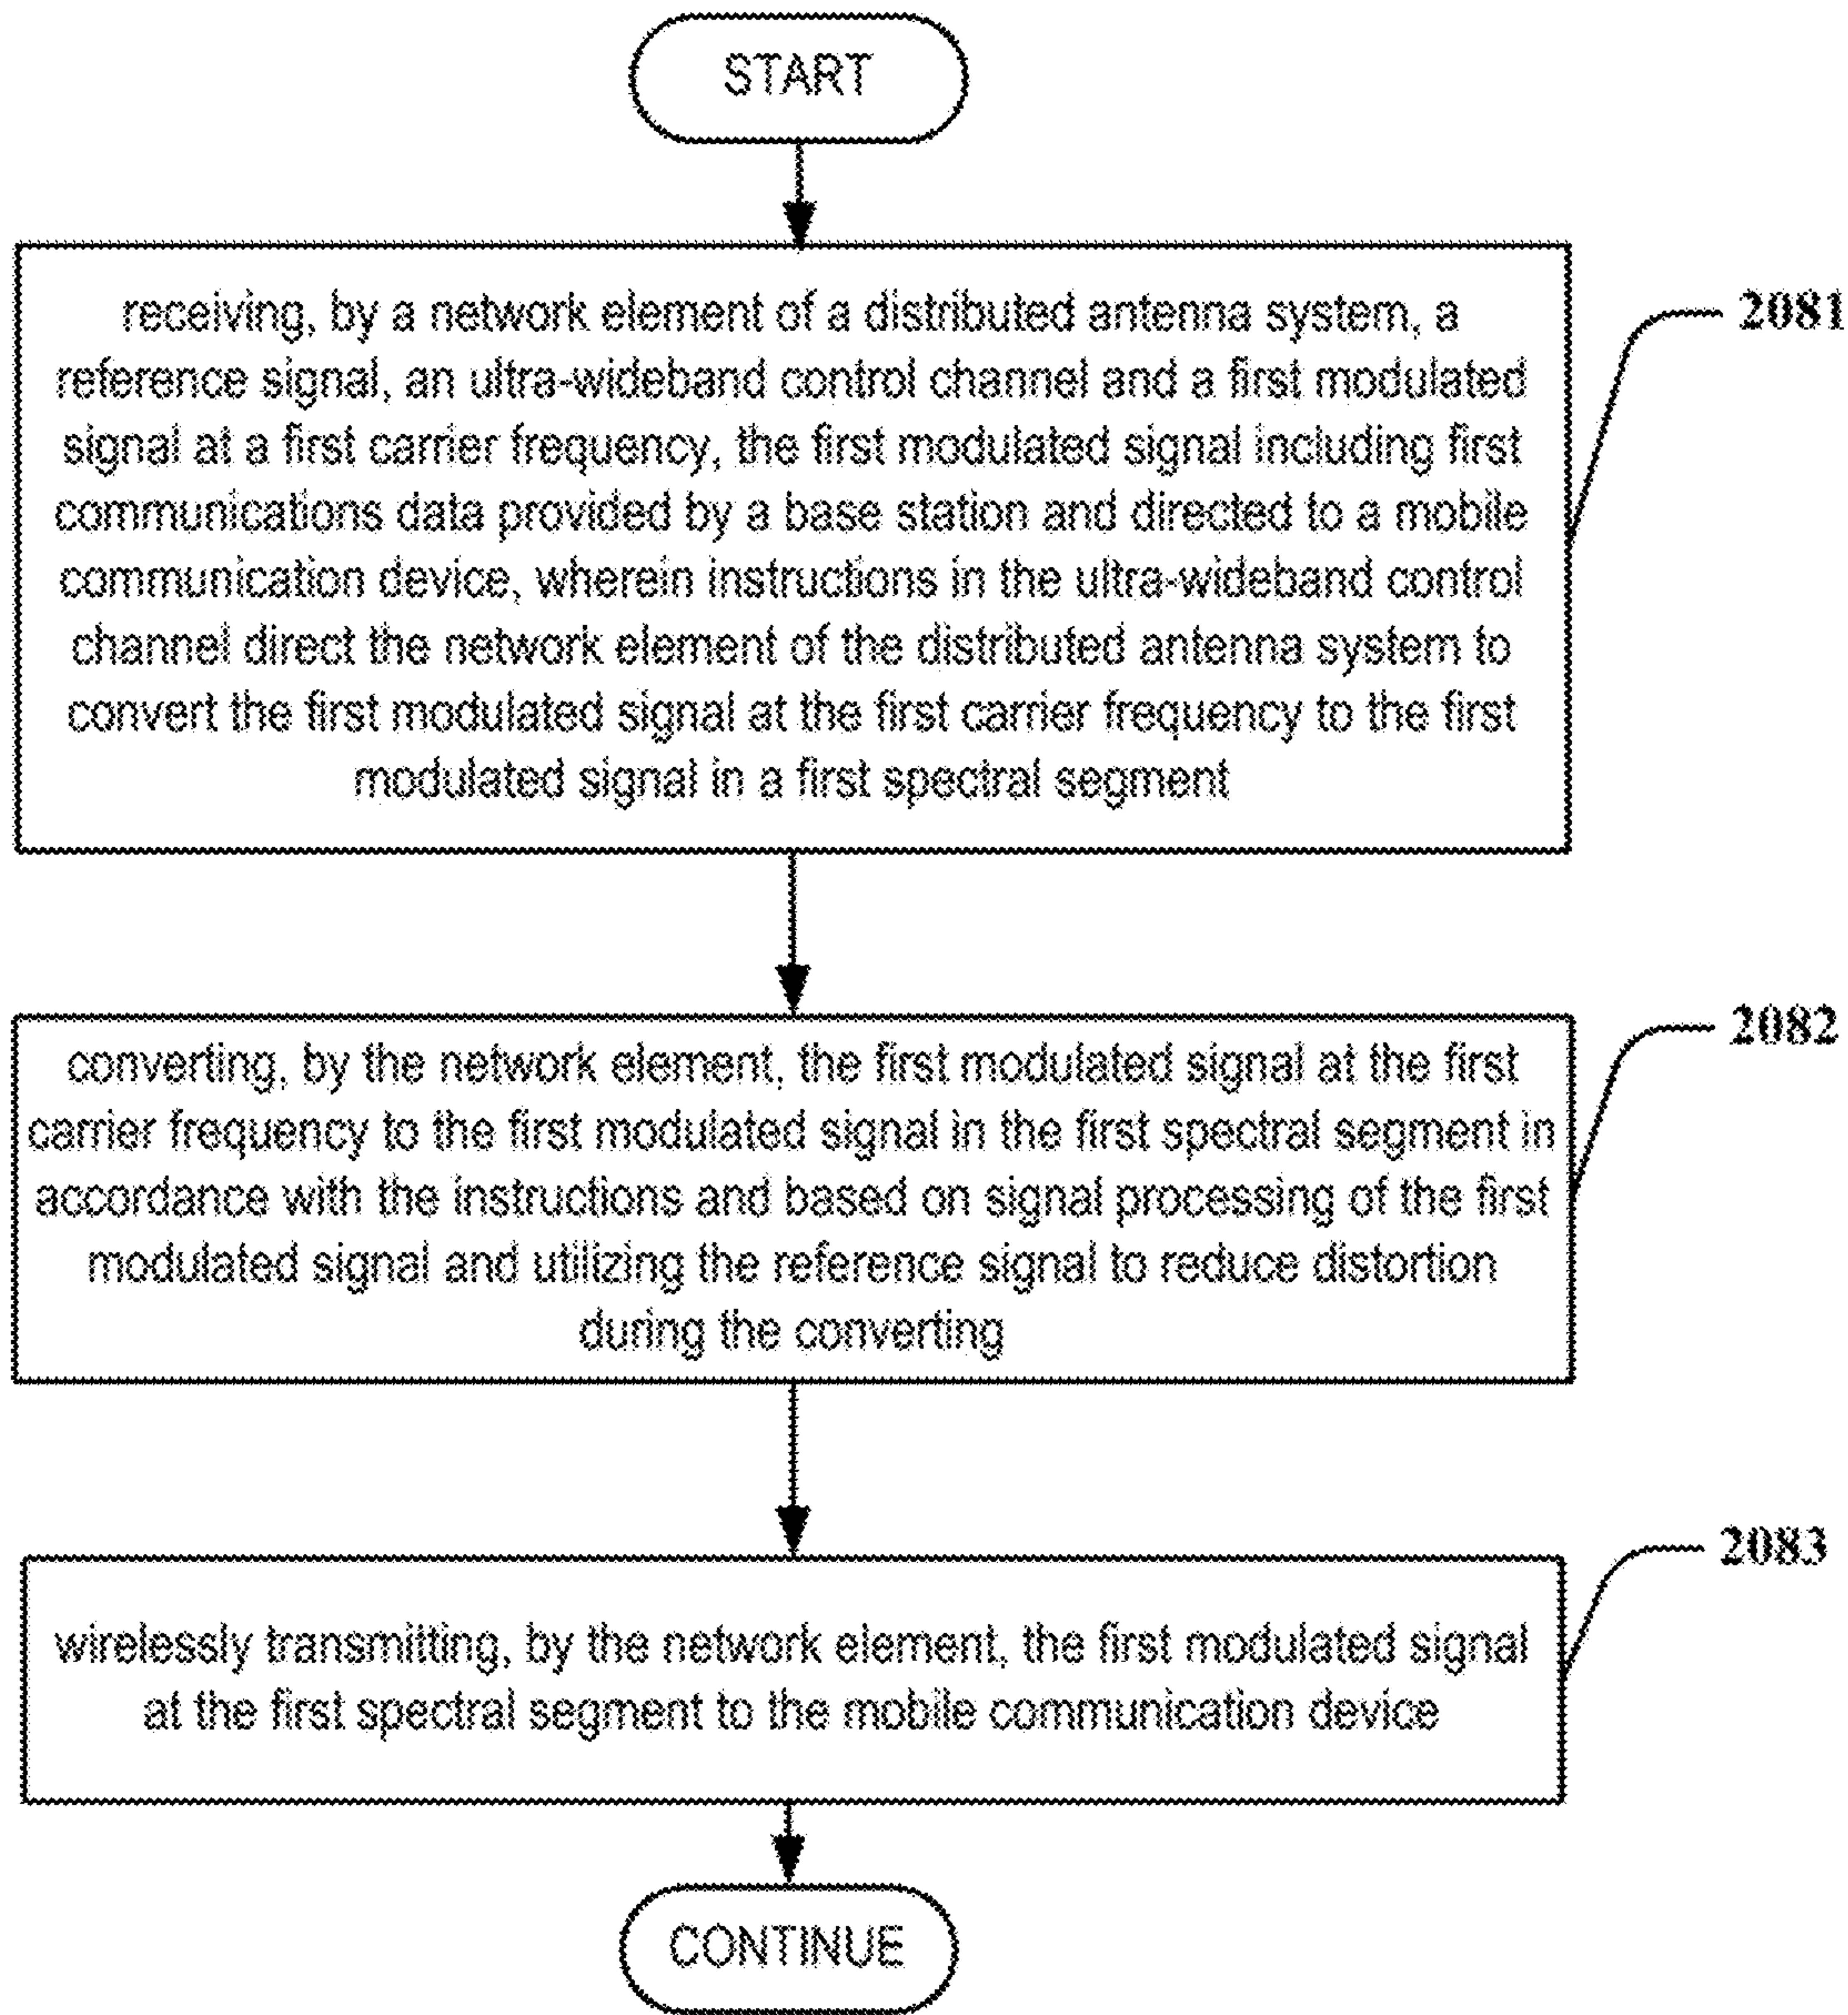 START
receiving, by a network element of a distributed antenna system, a
reference signal, an ultra-wideband control channel and a first modulated
signal at a first carrier frequency, the first modulated signal including first
communications data provided by a base station and directed to a mobile
communication device, wherein instructions in the ultra-wideband control
channel direct the network element of the distributed antenna system to
convert the first modulated signal at the first carrier frequency to the first
modulated signal in a first spectral segment
2081
converting, by the network element, the first modulated signal at the first
carrier frequency to the first modulated signal in the first spectral segment in
accordance with the instructions and based on signal processing of the first
modulated signal and utilizing the reference signal to reduce distortion
during the converting
2082
wirelessly transmitting, by the network element, the first modulated signal
at the first spectral segment to the mobile communication device
2083
CONTINUE